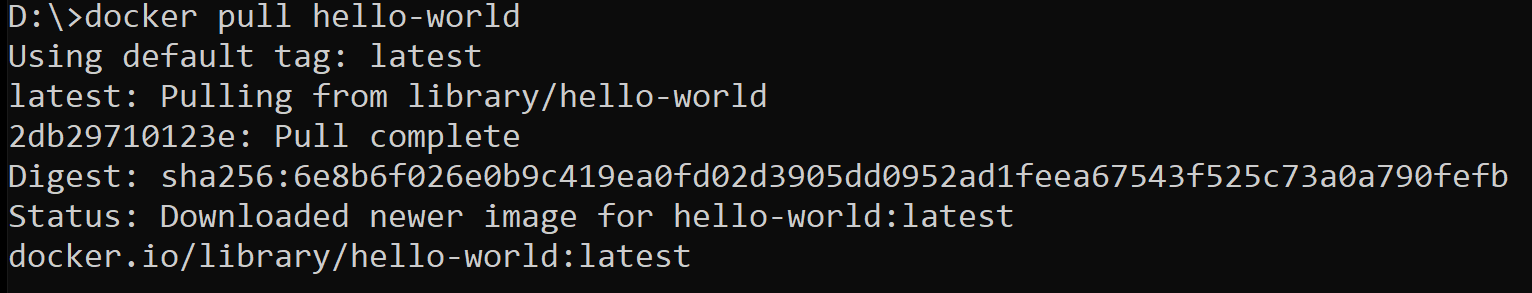 D:\>docker pull hello-world
Using default tag: latest
latest: Pulling from library/hello-world
2db29710123e: Pull complete
Digest: sha256:6e8b6f026e0b9c419ea0fd02d3905dd0952ad1feea67543f525c73a0a790fefb
Status: Downloaded newer image for hello-world:latest
docker.io/library/hello-world:latest